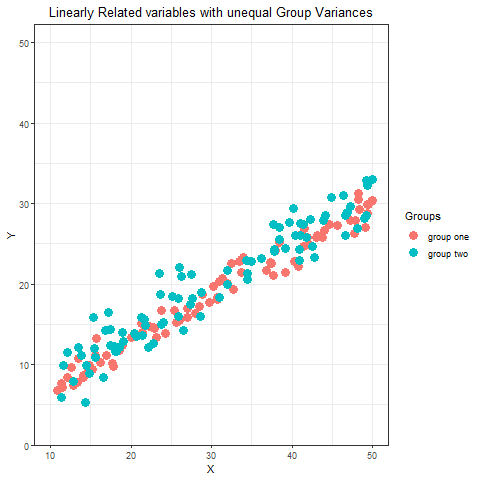 Linearly Related variables with unequal Group Variances
50
40
30
20
10
0
Y
10
20
30
40
50
X
Groups
group one
group two